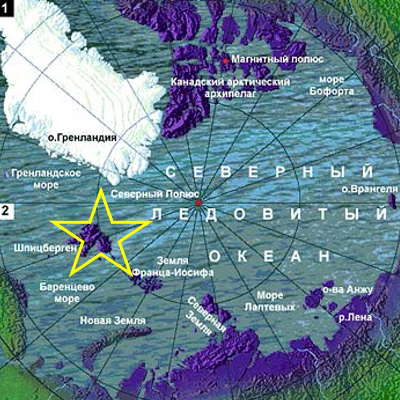 1
Магнитный полюс
Канадский арктический
архипелаг
море
Бофорта
о.Гренландия
Гренландское
море
СЕВЕРНЫЙ
Северный Полюс
о.Врангеля
2
ЛЕДОВИТЫЙ
Шпицберген
ОКЕАН
Земля
Франца-Иосифа
Баренцево
море
Северная
Земля
Море
Лаптевых
о-ва Анжу
р.Лена
Новая Земля